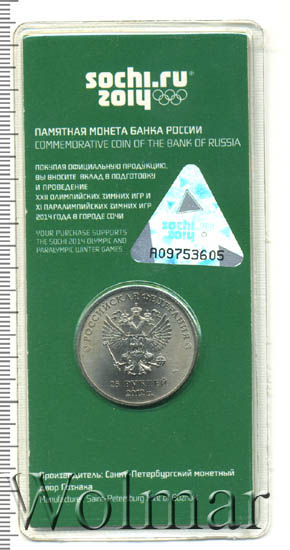 sochi.ru
2014
ПАМЯТНАЯ МОНЕТА БАНКА РОССИИ
COMMEMORATIVE COIN OF THE BANK OF RUSSIA
ПОКУПАЯ ОФИЦИАЛЬНУЮ ПРОДУКЦИЮ,
ВЫ ВНОСИТЕ ВКЛАД В ПОДГОТОВКУ
И ПРОВЕДЕНИЕ
XXII ОЛИМПИЙСКИХ ЗИМНИХ ИГР И
XI ПАРАЛИМПИЙСКИХ ЗИМНИХ ИГР
2014 ГОДА В ГОРОДЕ СОЧИ
YOUR PURCHASE SUPPORTS
THE SOCHI 2014 OLYMPIC AND
PARALYMPIC WINTER GAMES
sochi.ru
2014
A09753605
РОССИЙСКАЯ ФЕДЕРАЦИЯ
25 РУБЛЕЙ
Производитель: Санкт-Петербургский монетный
двор Гознака
Manufacturer: Saint-Petersburg
Wolmar